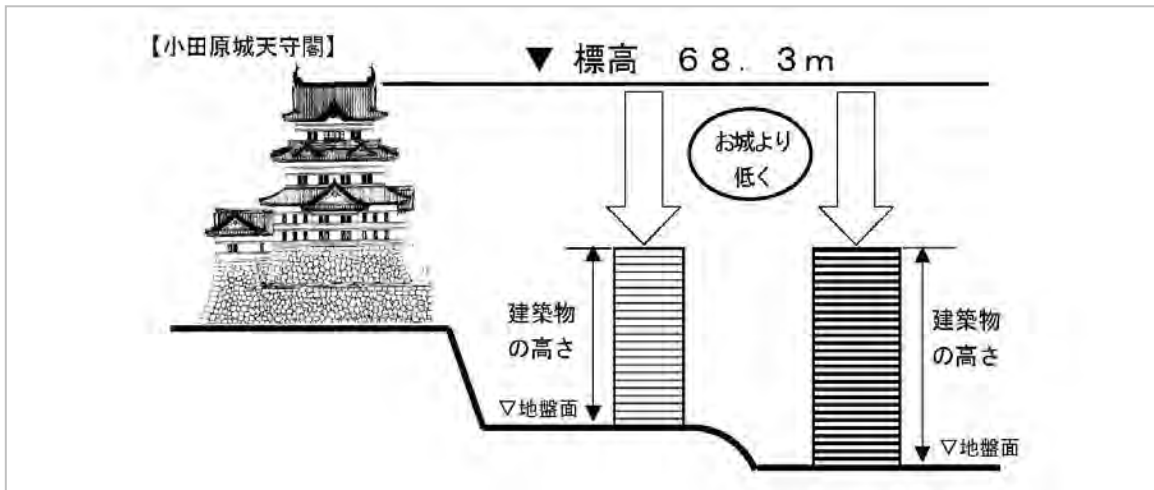 【小田原城天守閣】
▼ 標高 ６８．３ｍ
お城より
低く
建築物
の高さ
▽地盤面
建築物
の高さ
▽地盤面